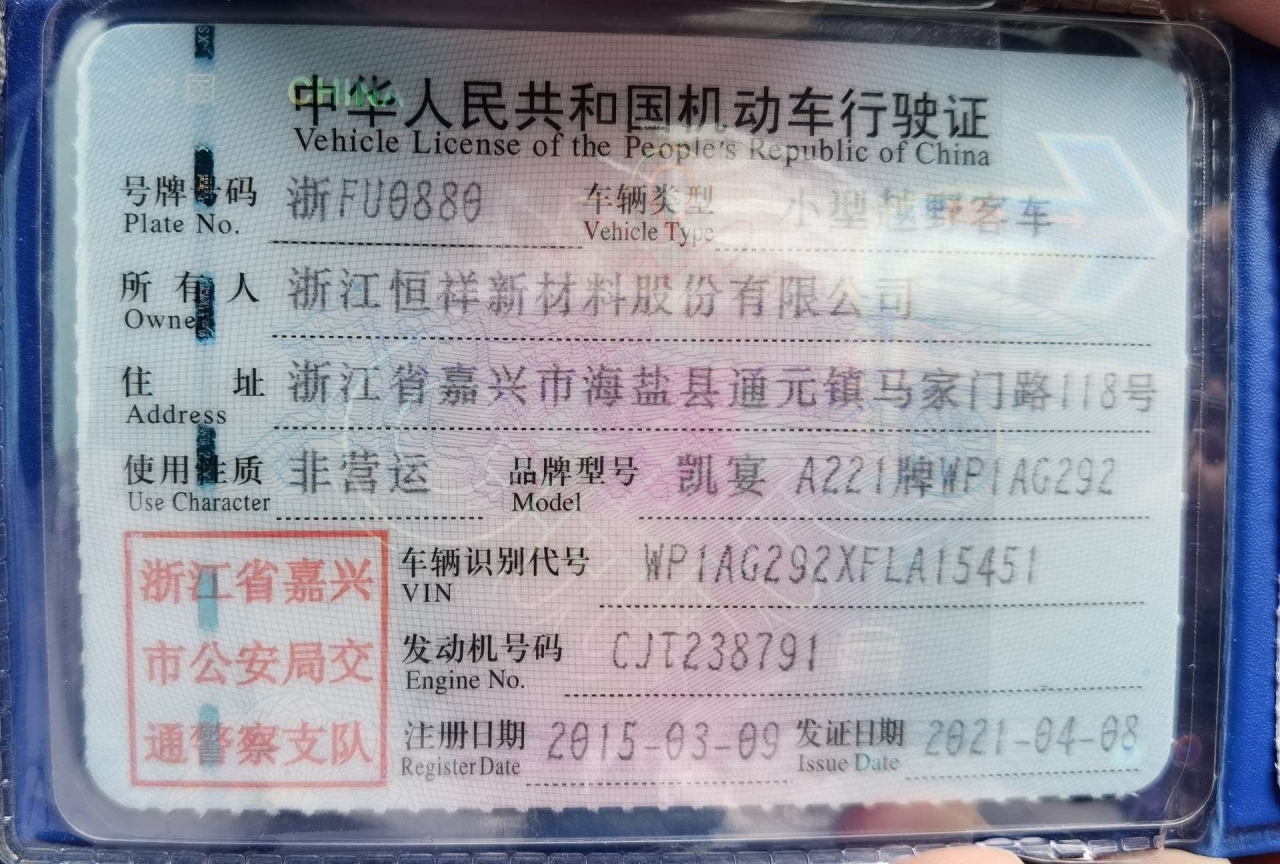 中国 CHINA
中华人民共和国机动车行驶证
Vehicle License of the People's Republic of China
号牌号码 浙FU0880 车辆类型 小型越野客车
Plate No. Vehicle Type
所有人 浙江恒祥新材料股份有限公司
Owner
住址 浙江省嘉兴市海盐县通元镇马家门路118号
Address
使用性质 非营运 品牌型号 凯宴 A221牌WP1AG292
Use Character Model
浙江省嘉兴
市公安局交
通警察支队
车辆识别代号 WP1AG292XFLA15451
VIN
发动机号码 CJT238791
Engine No.
注册日期 2015-03-09 发证日期 2021-04-08
Register Date Issue Date